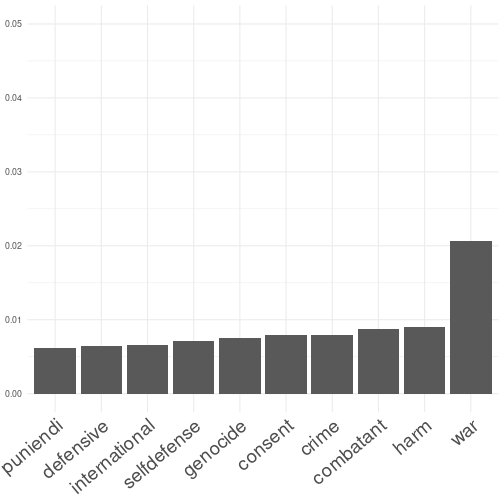 0.05
0.04
0.03
0.02
0.01
0.00
puniendi
defensive
international
selfdefense
genocide
consent
crime
combatant
harm
war